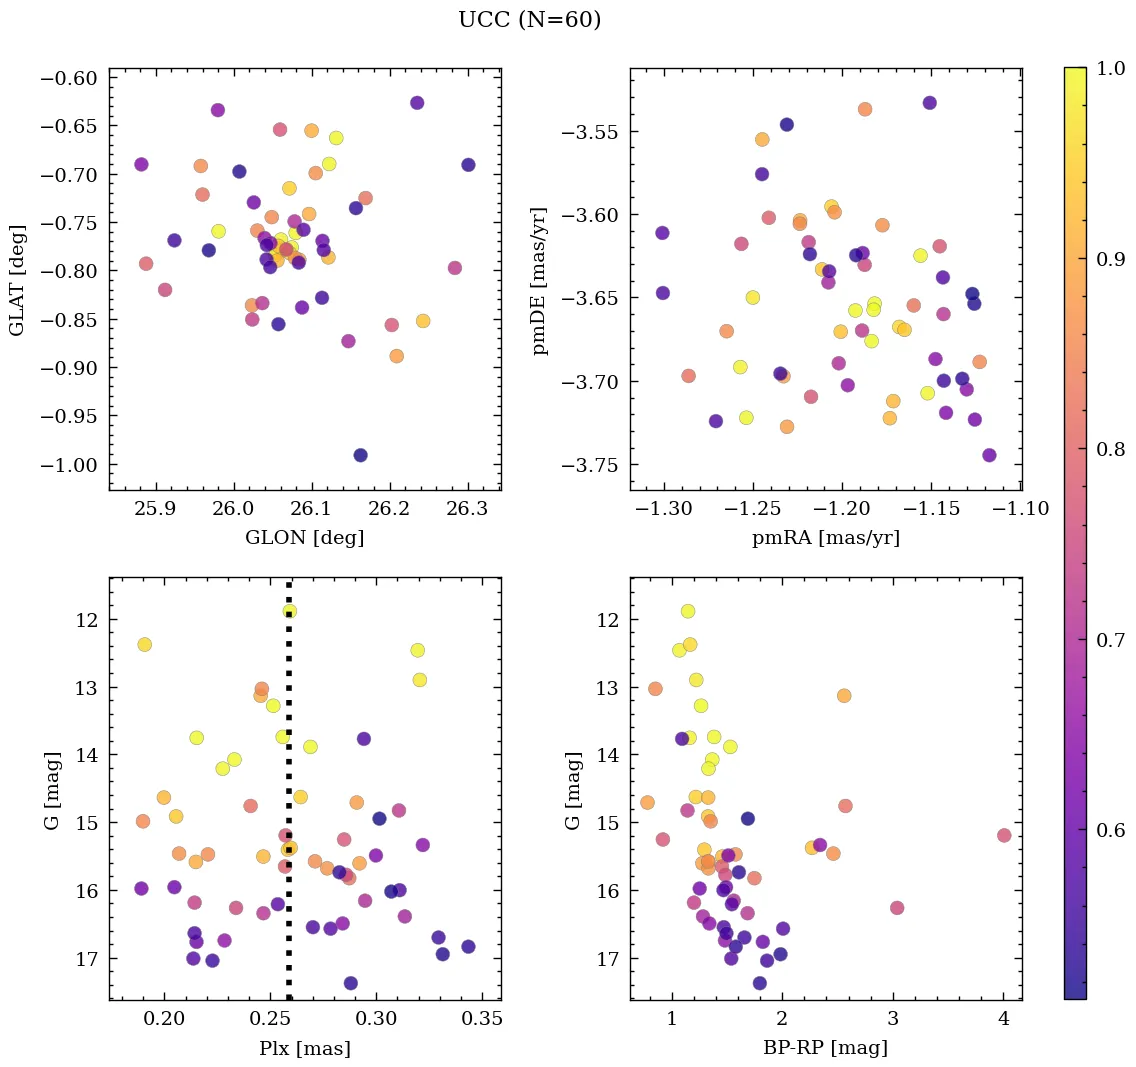 UCC (N=60)
−0.60
−0.65
−0.70
−0.75
−0.80
−0.85
−0.90
−0.95
−1.00
GLAT [deg]
25.9 26.0 26.1 26.2 26.3
GLON [deg]
−3.55
−3.60
−3.65
−3.70
−3.75
pmDE [mas/yr]
−1.30 −1.25 −1.20 −1.15 −1.10
pmRA [mas/yr]
12
13
14
15
16
17
G [mag]
0.20 0.25 0.30 0.35
Plx [mas]
12
13
14
15
16
17
G [mag]
1 2 3 4
BP-RP [mag]
1.0
0.9
0.8
0.7
0.6